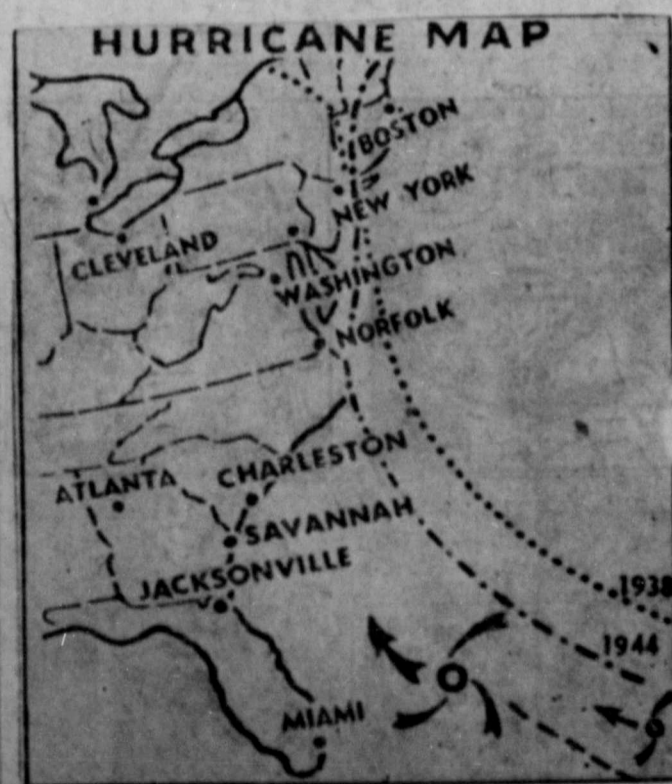 HURRICANE MAP
BOSTON
NEW YORK
CLEVELAND
WASHINGTON
NORFOLK
ATLANTA
CHARLESTON
SAVANNAH
JACKSONVILLE
1938
1944
MIAMI